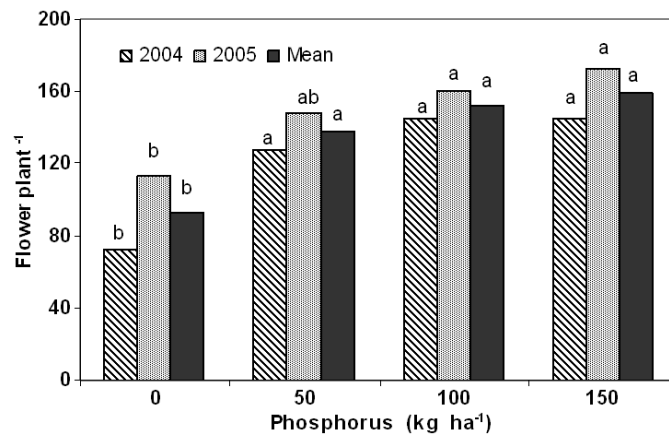 200
160
120
80
40
0
Flower plant -1
2004 2005 Mean
b b b
a ab a
a a a
a a a
0 50 100 150
Phosphorus (kg ha-1)